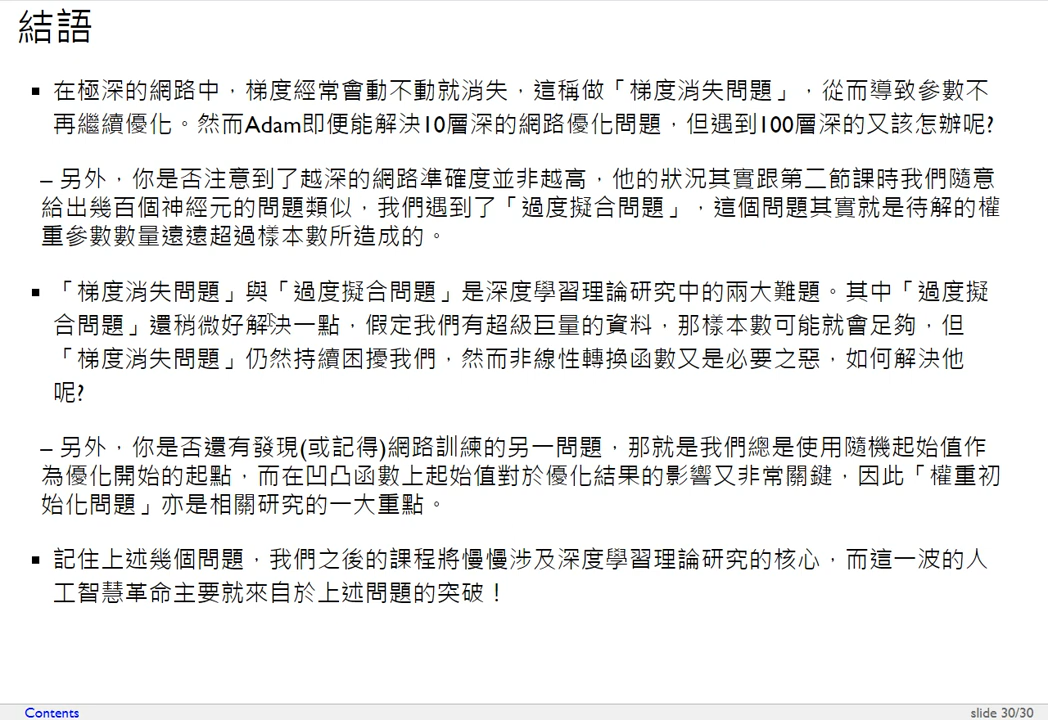 結語
▪ 在極深的網路中，梯度經常會動不動就消失，這稱做「梯度消失問題」，從而導致參數不
再繼續優化。然而Adam即便能解決10層深的網路優化問題，但遇到100層深的又該怎辦呢?
– 另外，你是否注意到了越深的網路準確度並非越高，他的狀況其實跟第二節課時我們隨意
給出幾百個神經元的問題類似，我們遇到了「過度擬合問題」，這個問題其實就是待解的權
重參數數量遠遠超過樣本數所造成的。
▪ 「梯度消失問題」與「過度擬合問題」是深度學習理論研究中的兩大難題。其中「過度擬
合問題」還稍微好解決一點，假定我們有超級巨量的資料，那樣本數可能就會足夠，但
「梯度消失問題」仍然持續困擾我們，然而非線性轉換函數又是必要之惡，如何解決他
呢?
– 另外，你是否還有發現(或記得)網路訓練的另一問題，那就是我們總是使用隨機起始值作
為優化開始的起點，而在凹凸函數上起始值對於優化結果的影響又非常關鍵，因此「權重初
始化問題」亦是相關研究的一大重點。
▪ 記住上述幾個問題，我們之後的課程將慢慢涉及深度學習理論研究的核心，而這一波的人
工智慧革命主要就來自於上述問題的突破！
Contents
slide 30/30